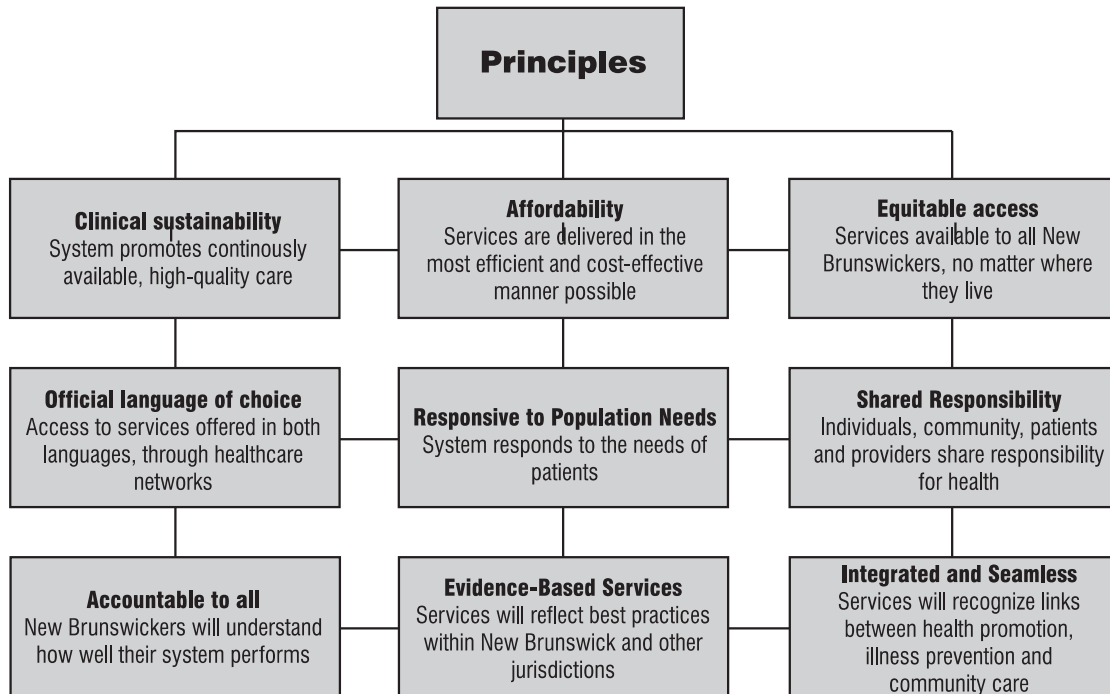 Principles
Clinical sustainability
System promotes continously
available, high-quality care
Affordability
Services are delivered in the
most efficient and cost-effective
manner possible
Equitable access
Services available to all New
Brunswickers, no matter where
they live
Official language of choice
Access to services offered in both
languages, through healthcare
networks
Responsive to Population Needs
System responds to the needs of
patients
Shared Responsibility
Individuals, community, patients
and providers share responsibility
for health
Accountable to all
New Brunswickers will understand
how well their system performs
Evidence-Based Services
Services will reflect best practices
within New Brunswick and other
jurisdictions
Integrated and Seamless
Services will recognize links
between health promotion,
illness prevention and
community care